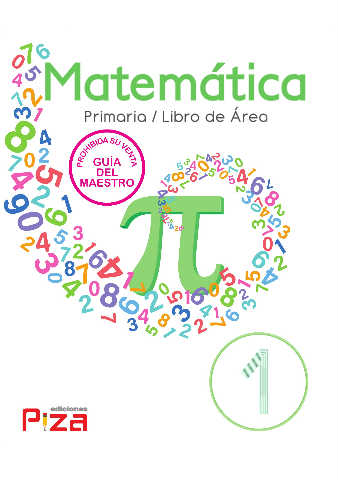 Matemática
Primaria / Libro de Área
PROHIBIDA SU VENTA
GUÍA
DEL
MAESTRO
π
1
ediciones
Piza